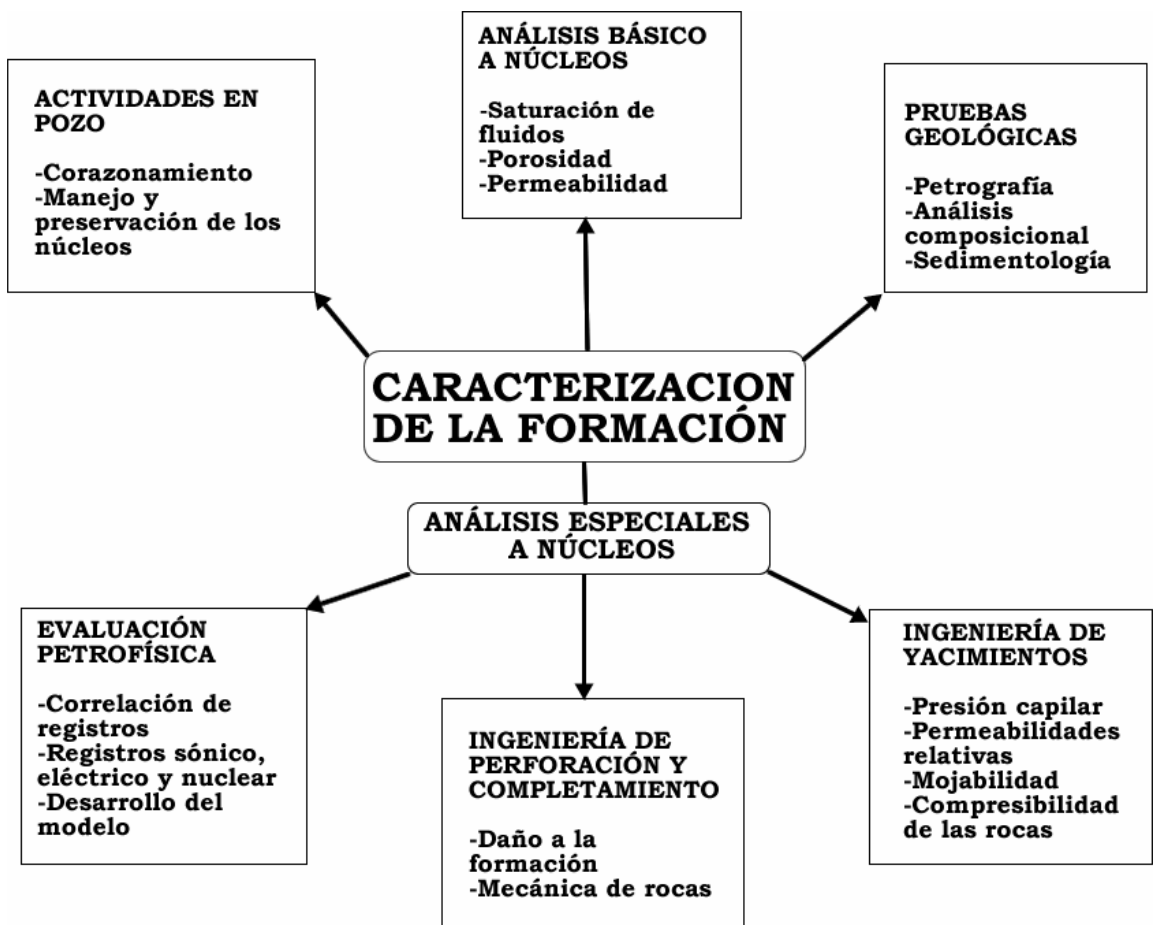 ACTIVIDADES EN
POZO
-Corazonamiento
-Manejo y
preservación de los
núcleos
ANÁLISIS BÁSICO
A NÚCLEOS
-Saturación de
fluidos
-Porosidad
-Permeabilidad
PRUEBAS
GEOLÓGICAS
-Petrografía
-Análisis
composicional
-Sedimentología
CARACTERIZACION
DE LA FORMACIÓN
ANÁLISIS ESPECIALES
A NÚCLEOS
EVALUACIÓN
PETROFÍSICA
-Correlación de
registros
-Registros sónico,
eléctrico y nuclear
-Desarrollo del
modelo
INGENIERÍA DE
PERFORACIÓN Y
COMPLETAMIENTO
-Daño a la
formación
-Mecánica de rocas
INGENIERÍA DE
YACIMIENTOS
-Presión capilar
-Permeabilidades
relativas
-Mojabilidad
-Compresibilidad
de las rocas